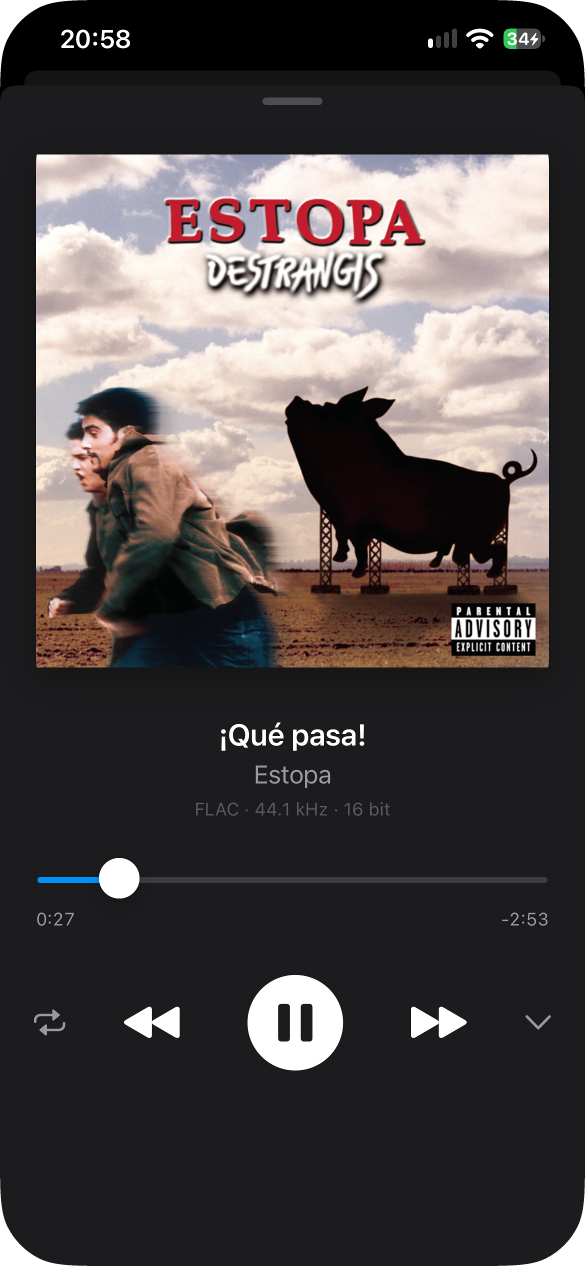 20:58
34
ESTOPA
DESTRANGIS
PARENTAL
ADVISORY
EXPLICIT CONTENT
¡Qué pasa!
Estopa
FLAC · 44.1 kHz · 16 bit
0:27
-2:53